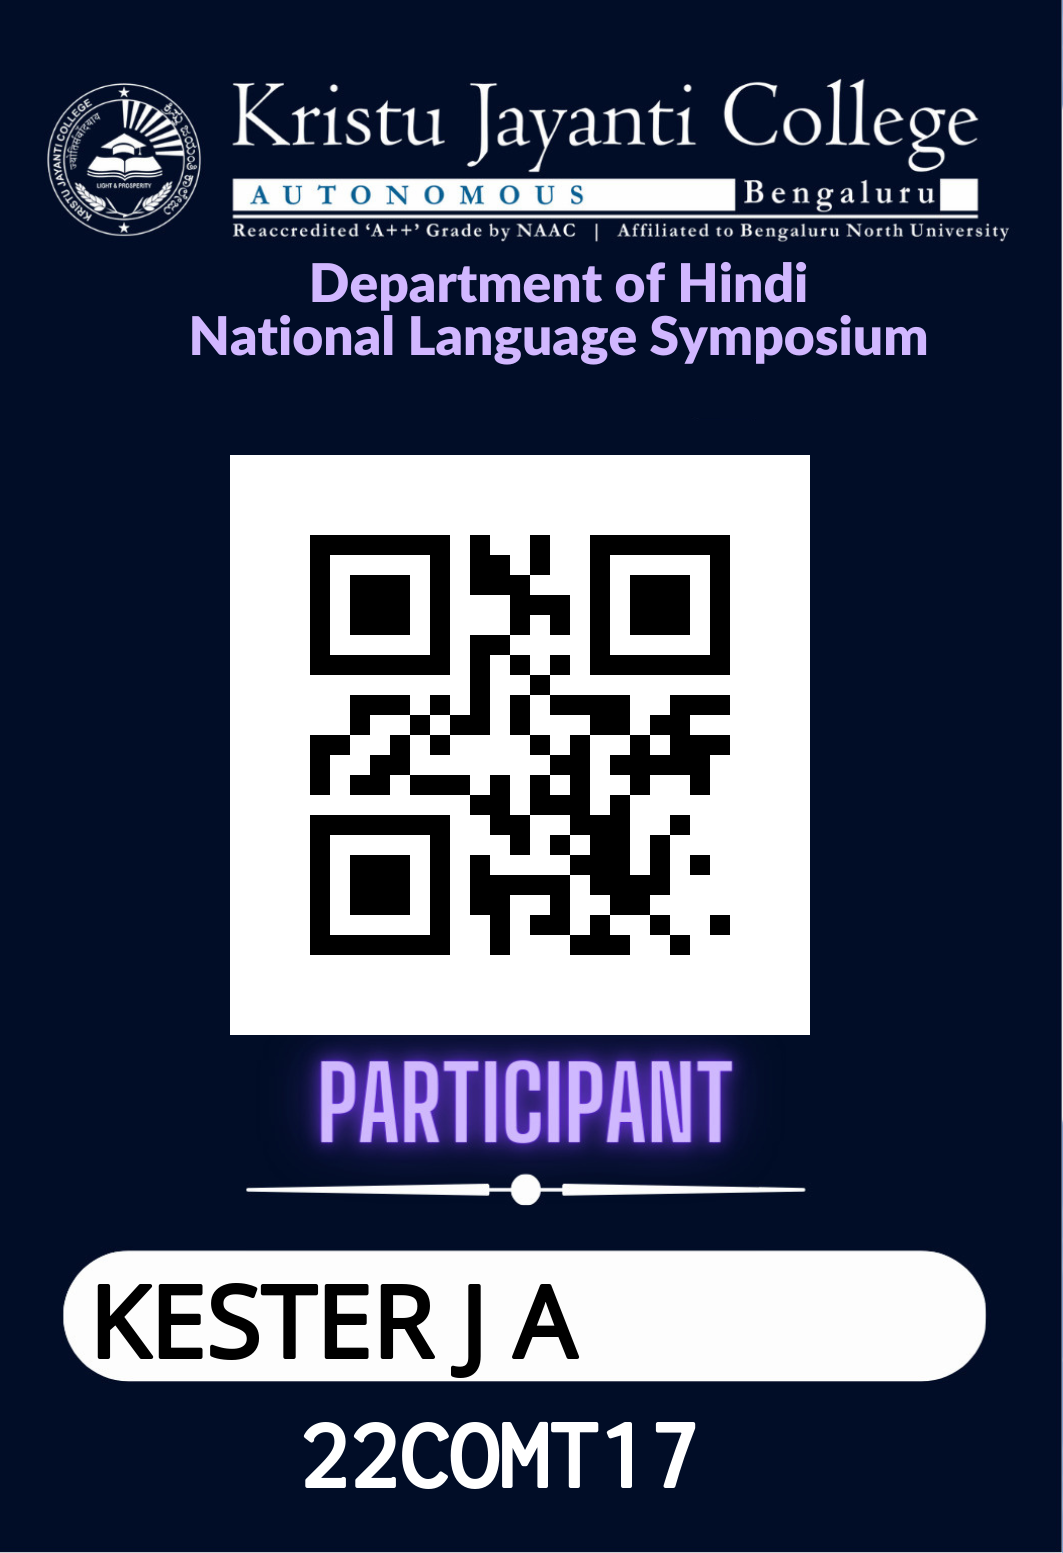 Kristu Jayanti College
AUTONOMOUS Bengaluru
Reaccredited ‘A++’ Grade by NAAC | Affiliated to Bengaluru North University
KRISTU JAYANTI COLLEGE
LIGHT & PROSPERITY
Department of Hindi
National Language Symposium
PARTICIPANT
KESTER J A
22COMT17